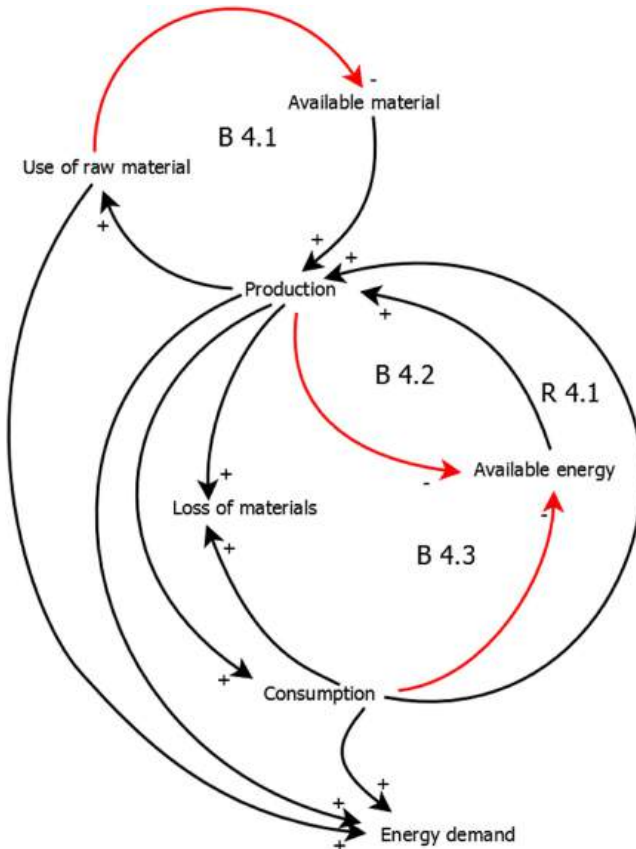 -
Available material
B 4.1
Use of raw material
+
+
+
Production
+
B 4.2
R 4.1
Available energy
-
-
+
Loss of materials
+
B 4.3
+
Consumption
+
+
Energy demand
+